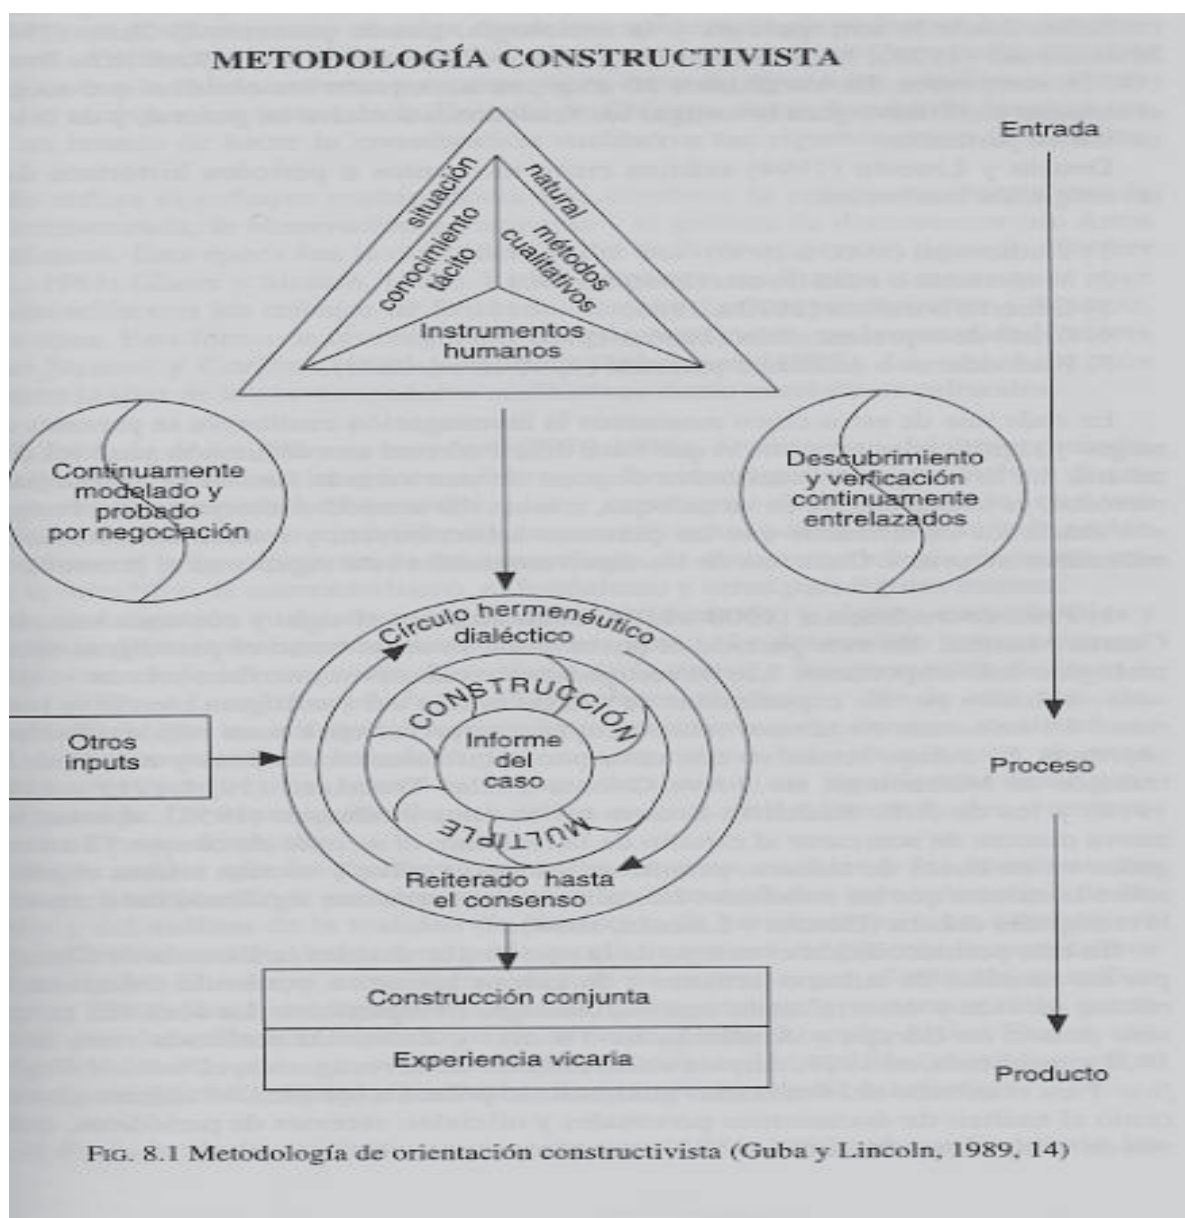 METODOLOGÍA CONSTRUCTIVISTA
Entrada
situación
natural
conocimiento
tácito
métodos
cualitativos
Instrumentos
humanos
Continuamente
modelado y
probado
por negociación
Descubrimiento
y verficación
continuamente
entrelazados
Círculo hermenéutico
dialéctico
CONSTRUCCIÓN
MÚLTIPLE
Informe
del
caso
Otros
inputs
Proceso
Reiterado hasta
el consenso
Construcción conjunta
Experiencia vicaria
Producto
FIG. 8.1 Metodología de orientación constructivista (Guba y Lincoln, 1989, 14)